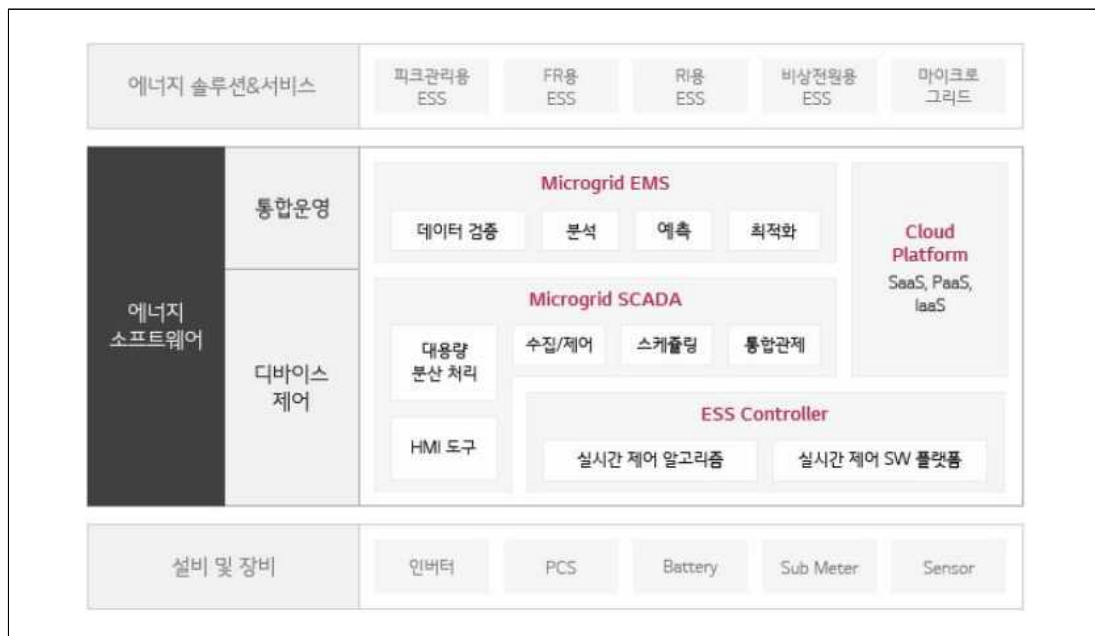 에너지 솔루션&서비스
피크관리용
ESS
FR용
ESS
RI용
ESS
비상전원용
ESS
마이크로
그리드
에너지
소프트웨어
통합운영
Microgrid EMS
데이터 검증
분석
예측
최적화
Cloud
Platform
SaaS, PaaS,
IaaS
디바이스
제어
Microgrid SCADA
대용량
분산 처리
수집/제어
스케쥴링
통합관제
HMI 도구
ESS Controller
실시간 제어 알고리즘
실시간 제어 SW 플랫폼
설비 및 장비
인버터
PCS
Battery
Sub Meter
Sensor